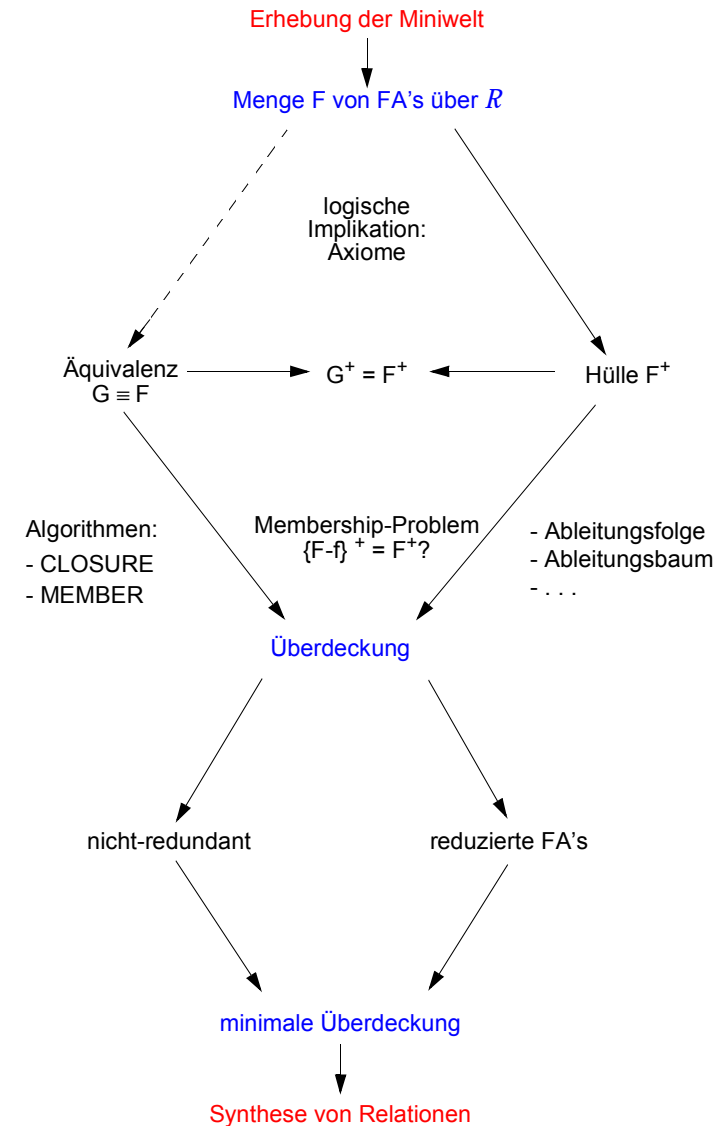 Erhebung der Miniwelt
Menge F von FA's über R
logische
Implikation:
Axiome
Äquivalenz
G ≡ F
G⁺ = F⁺
Hülle F⁺
Algorithmen:
- CLOSURE
- MEMBER
Membership-Problem
{F-f} ⁺ = F⁺?
- Ableitungsfolge
- Ableitungsbaum
- . . .
Überdeckung
nicht-redundant
reduzierte FA's
minimale Überdeckung
Synthese von Relationen